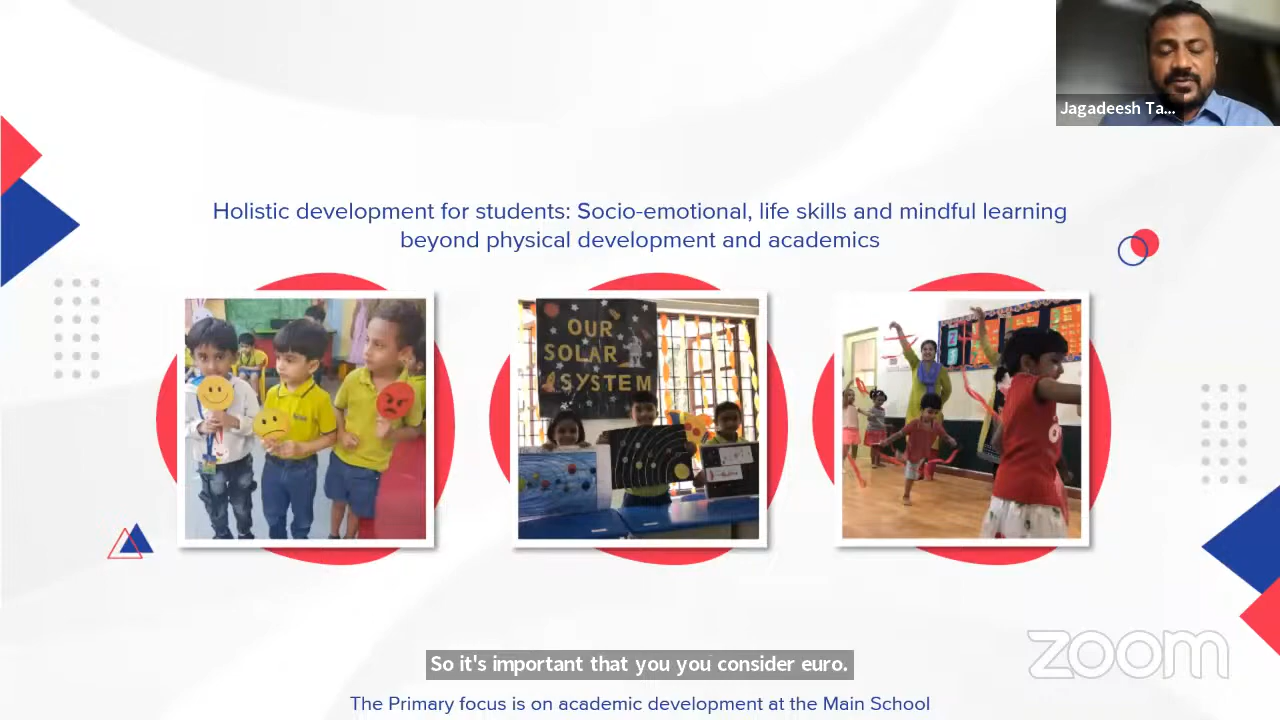 Jagadeesh Ta...
Holistic development for students: Socio-emotional, life skills and mindful learning
beyond physical development and academics
OUR
SOLAR
SYSTEM
So it's important that you you consider euro.
zoom
The Primary focus is on academic development at the Main School